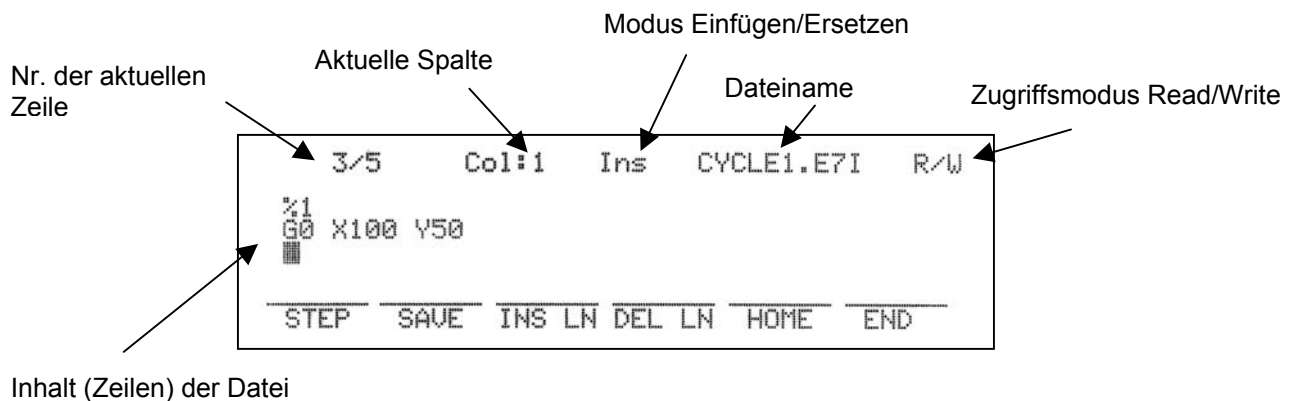 Modus Einfügen/Ersetzen
Aktuelle Spalte
Nr. der aktuellen
Zeile
Dateiname
Zugriffsmodus Read/Write
3/5 Col:1 Ins CYCLE1.E7I R/W
%1
G0 X100 Y50
STEP SAVE INS LN DEL LN HOME END
Inhalt (Zeilen) der Datei